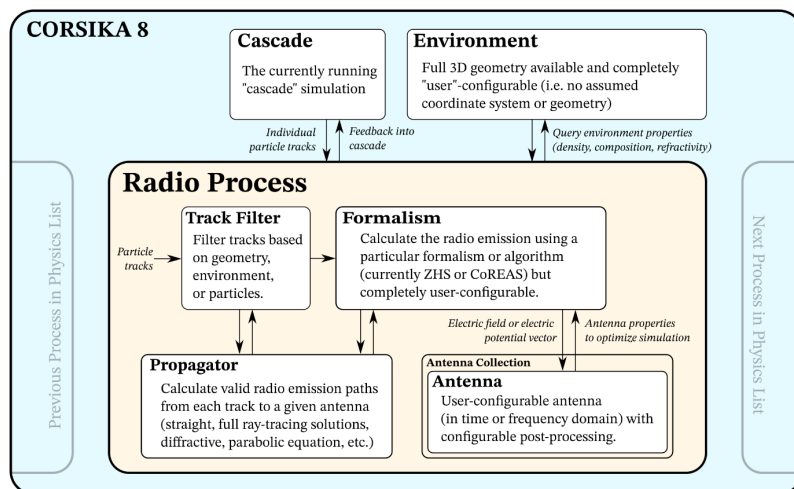 CORSIKA 8
Cascade
The currently running
"cascade" simulation
Environment
Full 3D geometry available and completely
"user"-configurable (i.e. no assumed
coordinate system or geometry)
Individual
particle tracks
Feedback into
cascade
Query environment properties
(density, composition, refractivity)
Previous Process in Physics List
Radio Process
Particle
tracks
Track Filter
Filter tracks based
on geometry,
environment,
or particles.
Formalism
Calculate the radio emission using a
particular formalism or algorithm
(currently ZHS or CoREAS) but
completely user-configurable.
Electric field or electric
potential vector
Antenna properties
to optimize simulation
Propagator
Calculate valid radio emission paths
from each track to a given antenna
(straight, full ray-tracing solutions,
diffractive, parabolic equation, etc.)
Antenna Collection
Antenna
User-configurable antenna
(in time or frequency domain) with
configurable post-processing.
Next Process in Physics List